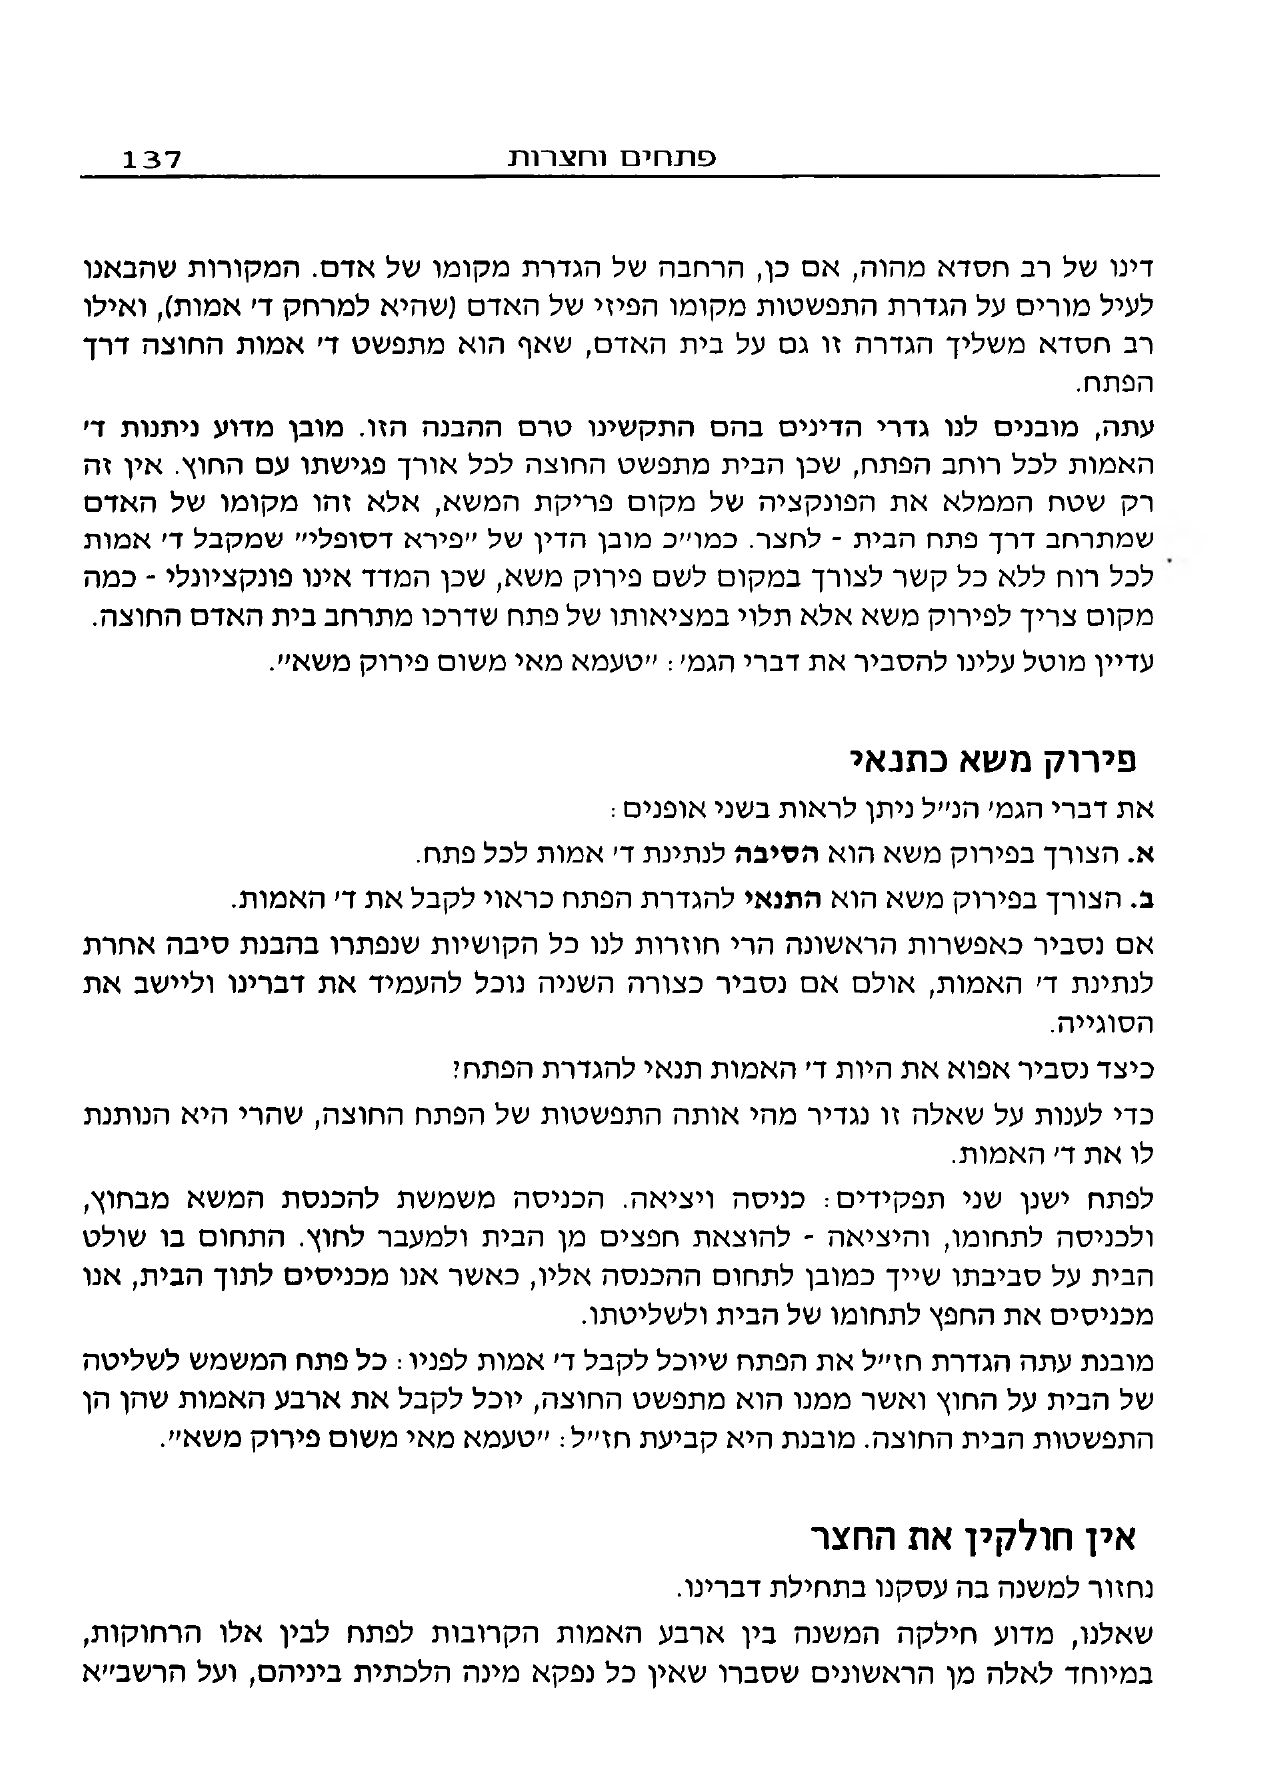 פתחים וחצרות 137
דינו של רב חסדא מהוה, אם כן, הרחבה של הגדרת מקומו של אדם. המקורות שהבאנו
לעיל מורים על הגדרת התפשטות מקומו הפיזי של האדם (שהיא למרחק ד׳ אמות), ואילו
רב חסדא משליך הגדרה זו גם על בית האדם, שאף הוא מתפשט ד׳ אמות החוצה דרך
הפתח.
עתה, מובנים לנו גדרי הדינים בהם התקשינו טרם ההבנה הזו. מובן מדוע ניתנות ד׳
האמות לכל רוחב הפתח, שכן הבית מתפשט החוצה לכל אורך פגישתו עם החוץ. אין זה
רק שטח הממלא את הפונקציה של מקום פריקת המשא, אלא זהו מקומו של האדם
שמתרחב דרך פתח הבית - לחצר. כמו״כ מובן הדין של ״פירא דסופלי״ שמקבל ד׳ אמות
לכל רוח ללא כל קשר לצורך במקום לשם פירוק משא, שכן המדד אינו פונקציונלי - כמה
מקום צריך לפירוק משא אלא תלוי במציאותו של פתח שדרכו מתרחב בית האדם החוצה.
עדיין מוטל עלינו להסביר את דברי הגמ׳: ״טעמא מאי משום פירוק משא״.
פירוק משא כתנאי
את דברי הגמ׳ הנ״ל ניתן לראות בשני אופנים:
א. הצורך בפירוק משא הוא הסיבה לנתינת ד׳ אמות לכל פתח.
ב. הצורך בפירוק משא הוא התנאי להגדרת הפתח כראוי לקבל את ד׳ האמות.
אם נסביר כאפשרות הראשונה הרי חוזרות לנו כל הקושיות שנפתרו בהבנת סיבה אחרת
לנתינת ד׳ האמות, אולם אם נסביר כצורה השניה נוכל להעמיד את דברינו וליישב את
הסוגייה.
כיצד נסביר אפוא את היות ד׳ האמות תנאי להגדרת הפתח?
כדי לענות על שאלה זו נגדיר מהי אותה התפשטות של הפתח החוצה, שהרי היא הנותנת
לו את ד׳ האמות.
לפתח ישנן שני תפקידים: כניסה ויציאה. הכניסה משמשת להכנסת המשא מבחוץ,
ולכניסה לתחומו, והיציאה - להוצאת חפצים מן הבית ולמעבר לחוץ. התחום בו שולט
הבית על סביבתו שייך כמובן לתחום ההכנסה אליו, כאשר אנו מכניסים לתוך הבית, אנו
מכניסים את החפץ לתחומו של הבית ולשליטתו.
מובנת עתה הגדרת חז״ל את הפתח שיוכל לקבל ד׳ אמות לפניו: כל פתח המשמש לשליטה
של הבית על החוץ ואשר ממנו הוא מתפשט החוצה, יוכל לקבל את ארבע האמות שהן הן
התפשטות הבית החוצה. מובנת היא קביעת חז״ל: ״טעמא מאי משום פירוק משא״.
אין חולקין את החצר
נחזור למשנה בה עסקנו בתחילת דברינו.
שאלנו, מדוע חילקה המשנה בין ארבע האמות הקרובות לפתח לבין אלו הרחוקות,
במיוחד לאלה מן הראשונים שסברו שאין כל נפקא מינה הלכתית ביניהם, ועל הרשב״א